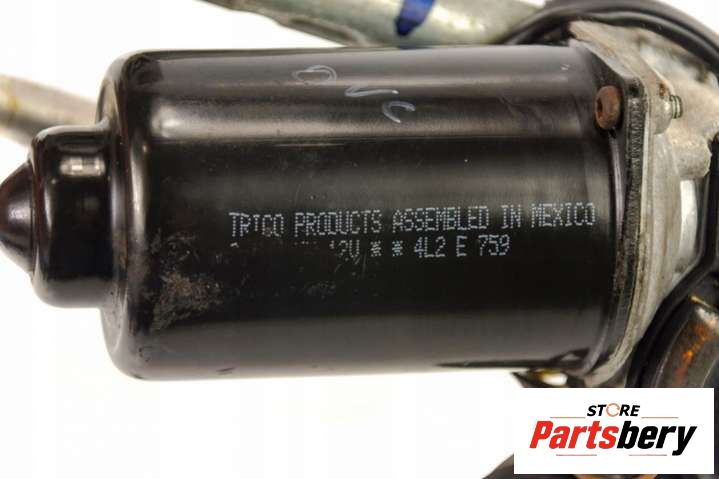 TRICO PRODUCTS ASSEMBLED IN MEXICO
12V * * 4L2 E 759
STORE
Partsbery